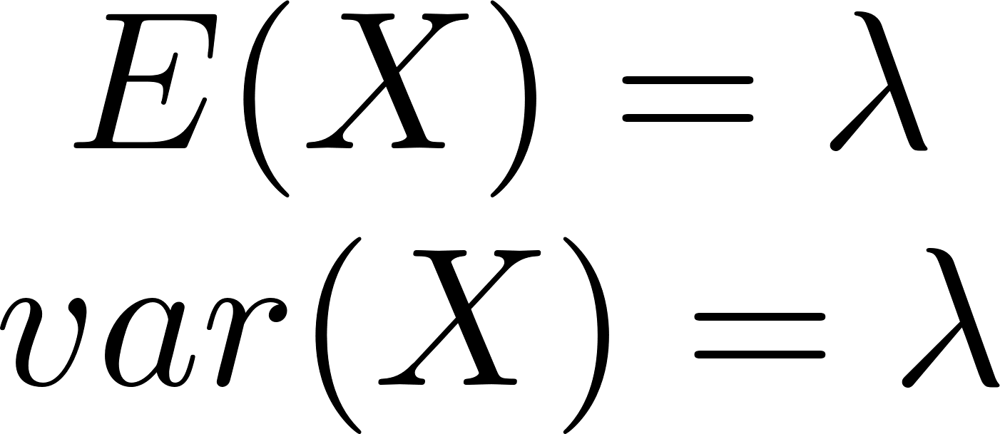 E(X) = λ
var(X) = λ